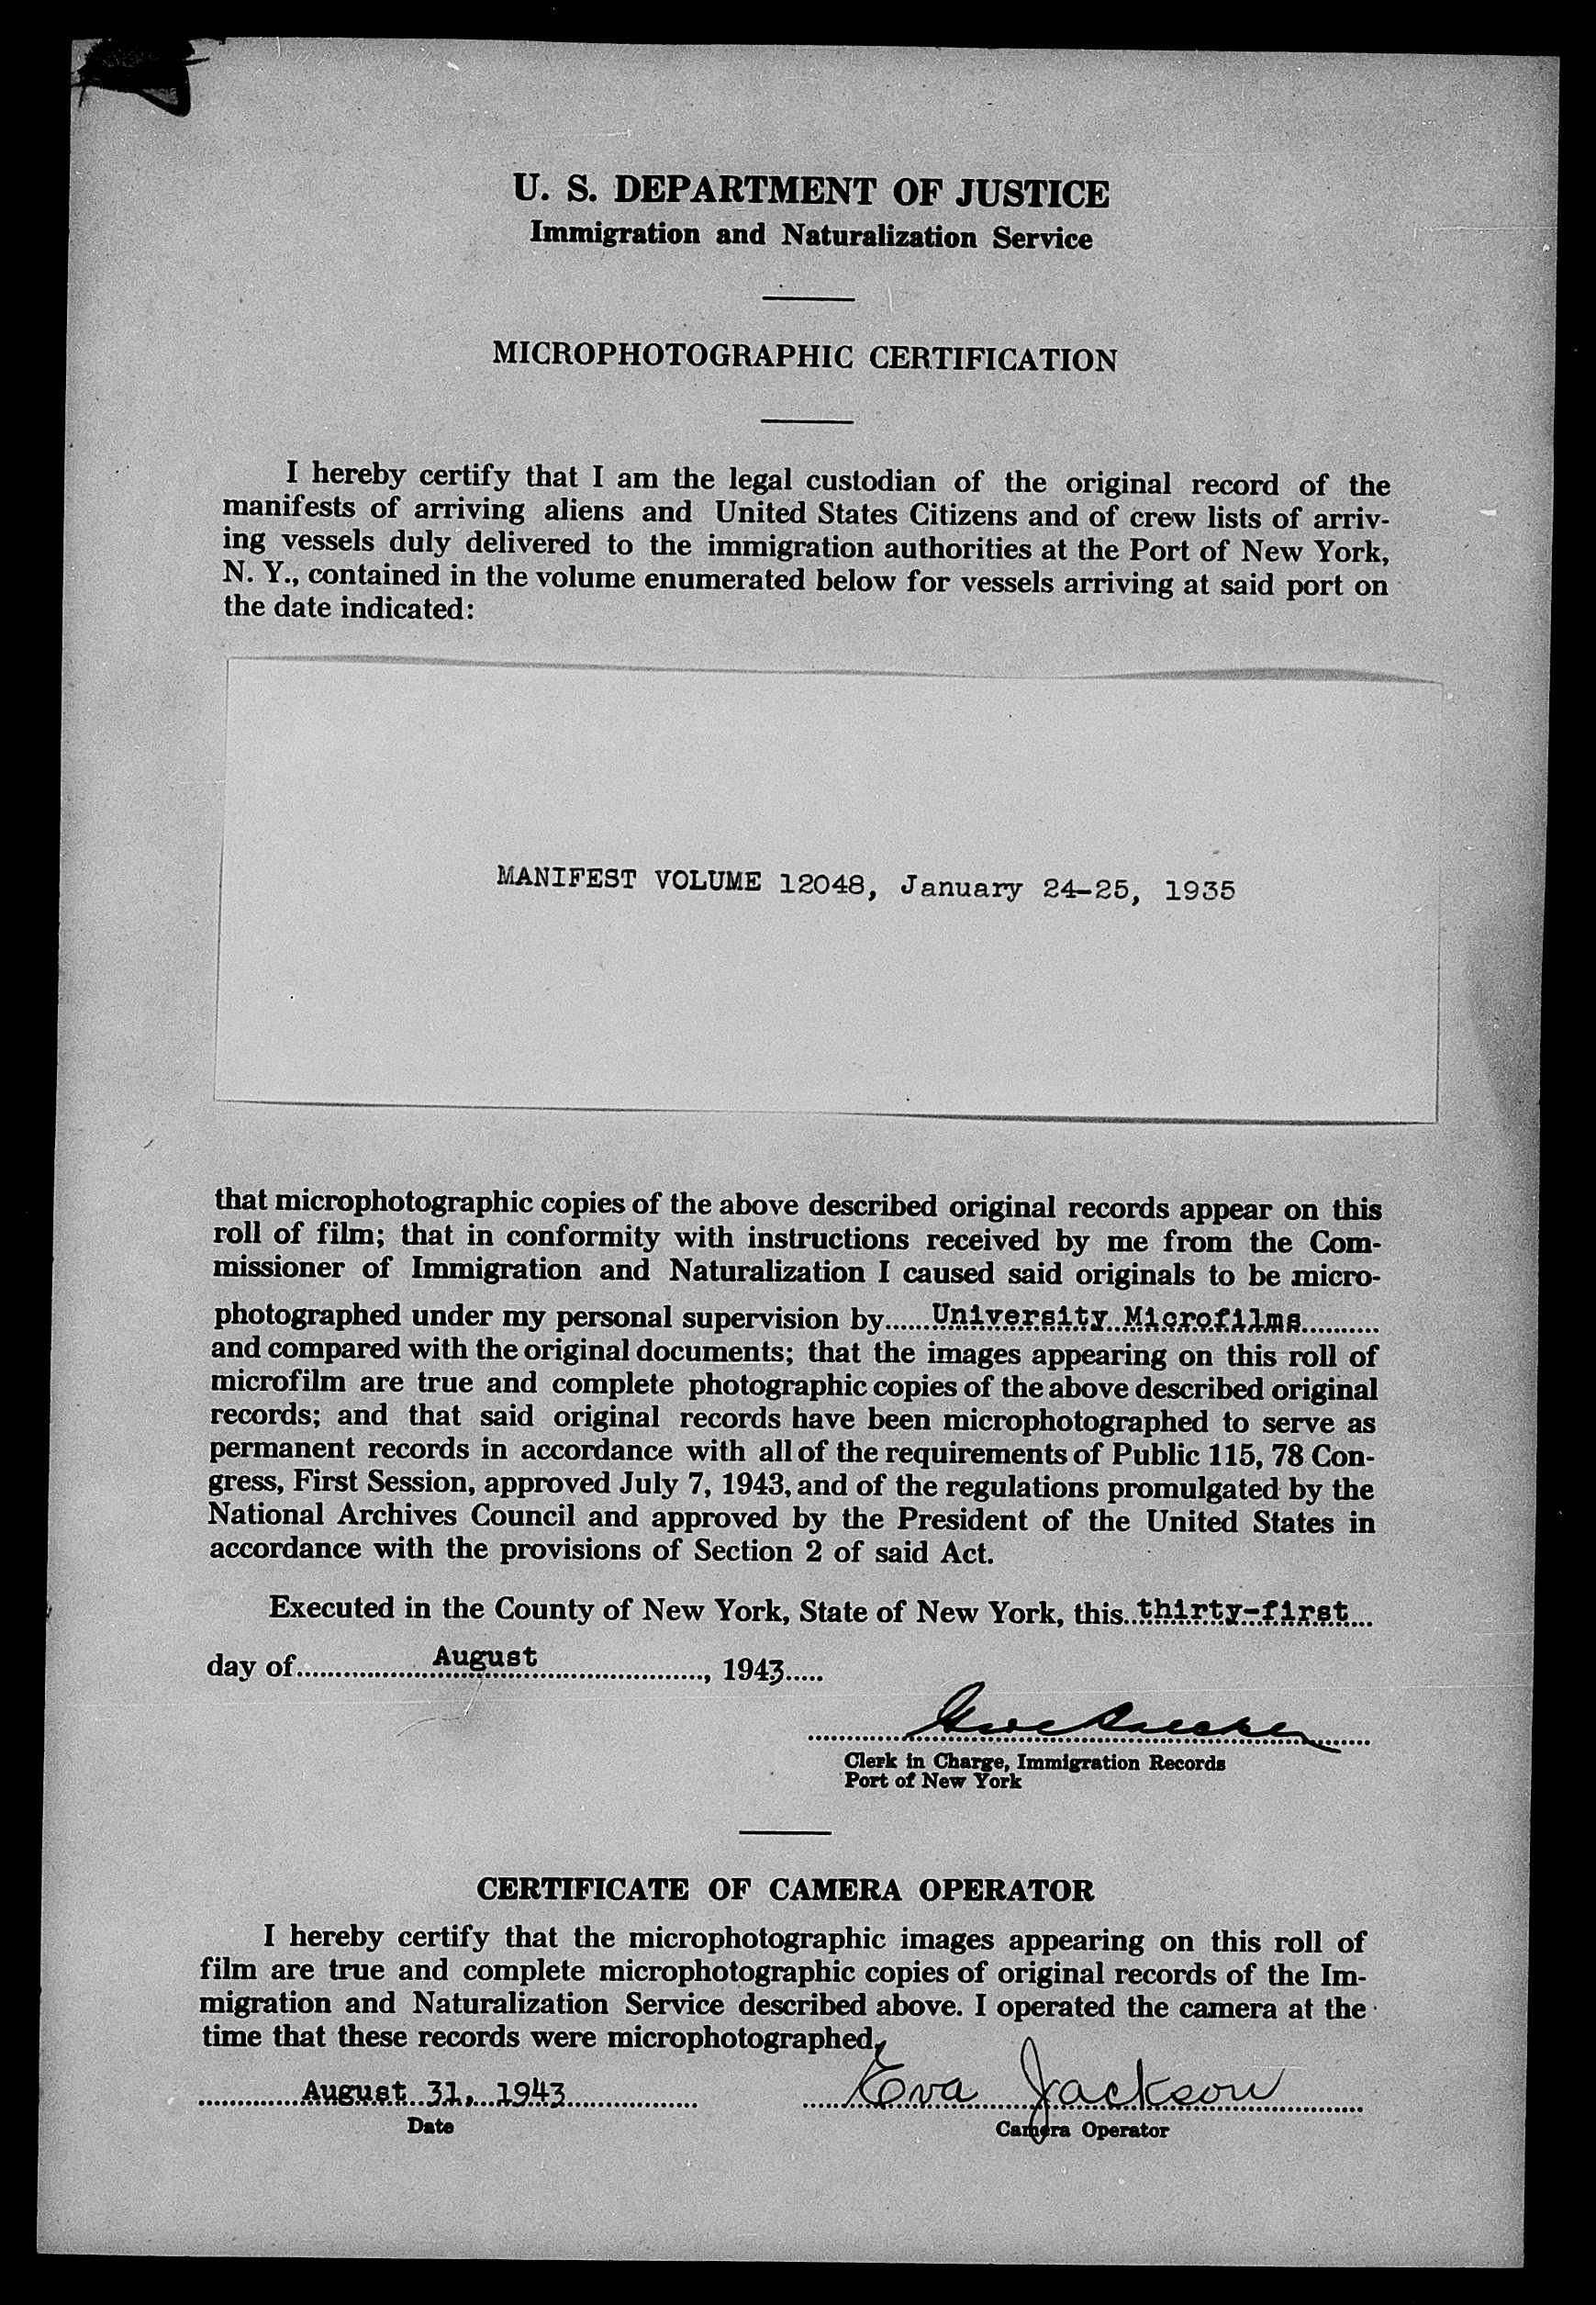 U. S. DEPARTMENT OF JUSTICE
Immigration and Naturalization Service
MICROPHOTOGRAPHIC CERTIFICATION
I hereby certify that I am the legal custodian of the original record of the
manifests of arriving aliens and United States Citizens and of crew lists of arriv-
ing vessels duly delivered to the immigration authorities at the Port of New York,
N. Y., contained in the volume enumerated below for vessels arriving at said port on
the date indicated:
MANIFEST VOLUME 12048, January 24-25, 1935
that microphotographic copies of the above described original records appear on this
roll of film; that in conformity with instructions received by me from the Com-
missioner of Immigration and Naturalization I caused said originals to be micro-
photographed under my personal supervision by......University Microfilms..........
and compared with the original documents; that the images appearing on this roll of
microfilm are true and complete photographic copies of the above described original
records; and that said original records have been microphotographed to serve as
permanent records in accordance with all of the requirements of Public 115, 78 Con-
gress, First Session, approved July 7, 1943, and of the regulations promulgated by the
National Archives Council and approved by the President of the United States in
accordance with the provisions of Section 2 of said Act.
Executed in the County of New York, State of New York, this..thirty-first...
day of................August........................, 1943.....
Clerk in Charge, Immigration Records
Port of New York
CERTIFICATE OF CAMERA OPERATOR
I hereby certify that the microphotographic images appearing on this roll of
film are true and complete microphotographic copies of original records of the Im-
migration and Naturalization Service described above. I operated the camera at the
time that these records were microphotographed.
August 31, 1943 Eva Jackson
Date Camera Operator